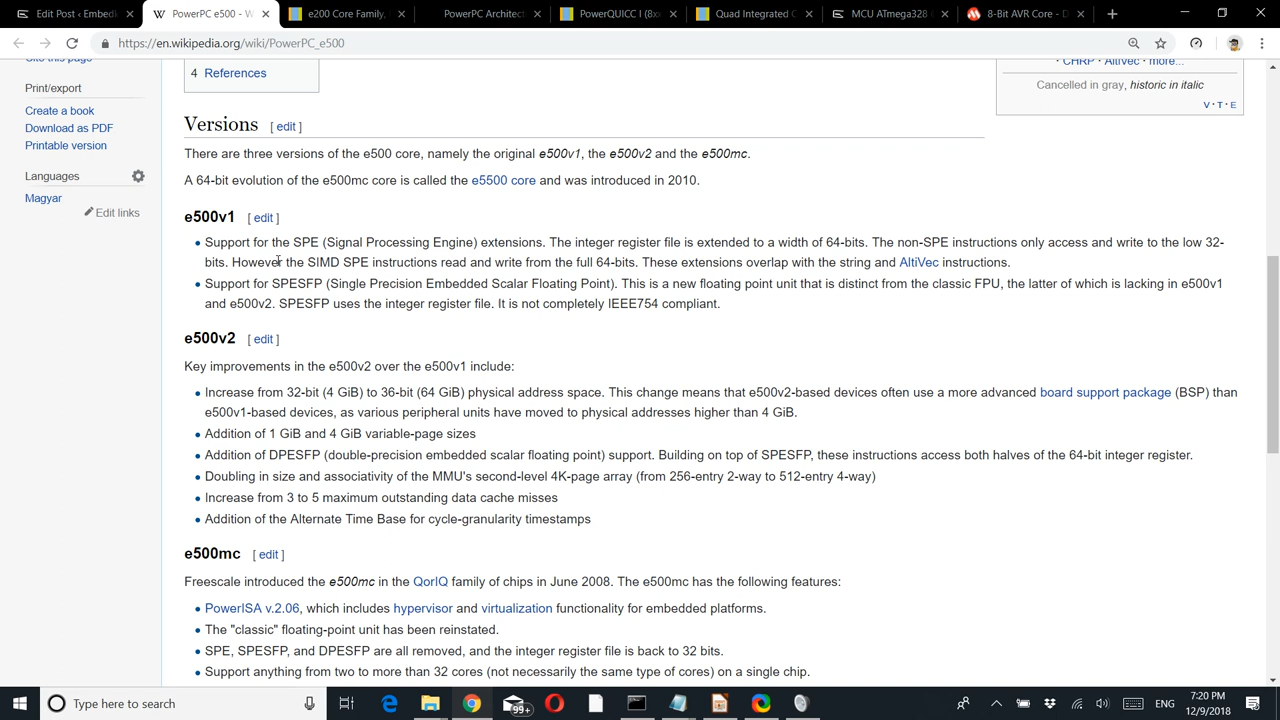 Edit Post ‹ Embed
PowerPC e500 - W
e200 Core Family,
PowerPC Architec
PowerQUICC I (8x
Quad Integrated C
MCU ATmega328
8-Bit AVR Core - D
https://en.wikipedia.org/wiki/PowerPC_e500
Cite this page
Print/export
Create a book
Download as PDF
Printable version
Languages
Magyar
Edit links
4 References
CHRP · AltiVec · more...
Cancelled in gray, historic in italic
V · T · E
Versions [ edit ]
There are three versions of the e500 core, namely the original e500v1, the e500v2 and the e500mc.
A 64-bit evolution of the e500mc core is called the e5500 core and was introduced in 2010.
e500v1 [ edit ]
• Support for the SPE (Signal Processing Engine) extensions. The integer register file is extended to a width of 64-bits. The non-SPE instructions only access and write to the low 32-
bits. However the SIMD SPE instructions read and write from the full 64-bits. These extensions overlap with the string and AltiVec instructions.
• Support for SPESFP (Single Precision Embedded Scalar Floating Point). This is a new floating point unit that is distinct from the classic FPU, the latter of which is lacking in e500v1
and e500v2. SPESFP uses the integer register file. It is not completely IEEE754 compliant.
e500v2 [ edit ]
Key improvements in the e500v2 over the e500v1 include:
• Increase from 32-bit (4 GiB) to 36-bit (64 GiB) physical address space. This change means that e500v2-based devices often use a more advanced board support package (BSP) than
e500v1-based devices, as various peripheral units have moved to physical addresses higher than 4 GiB.
• Addition of 1 GiB and 4 GiB variable-page sizes
• Addition of DPESFP (double-precision embedded scalar floating point) support. Building on top of SPESFP, these instructions access both halves of the 64-bit integer register.
• Doubling in size and associativity of the MMU's second-level 4K-page array (from 256-entry 2-way to 512-entry 4-way)
• Increase from 3 to 5 maximum outstanding data cache misses
• Addition of the Alternate Time Base for cycle-granularity timestamps
e500mc [ edit ]
Freescale introduced the e500mc in the QorIQ family of chips in June 2008. The e500mc has the following features:
• PowerISA v.2.06, which includes hypervisor and virtualization functionality for embedded platforms.
• The "classic" floating-point unit has been reinstated.
• SPE, SPESFP, and DPESFP are all removed, and the integer register file is back to 32 bits.
• Support anything from two to more than 32 cores (not necessarily the same type of cores) on a single chip.
Type here to search
99+
ENG
7:20 PM
12/9/2018